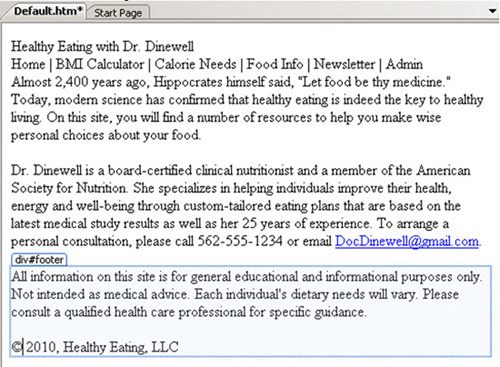 Default.htm* Start Page
Healthy Eating with Dr. Dinewell
Home | BMI Calculator | Calorie Needs | Food Info | Newsletter | Admin
Almost 2,400 years ago, Hippocrates himself said, "Let food be thy medicine."
Today, modern science has confirmed that healthy eating is indeed the key to healthy
living. On this site, you will find a number of resources to help you make wise
personal choices about your food.
Dr. Dinewell is a board-certified clinical nutritionist and a member of the American
Society for Nutrition. She specializes in helping individuals improve their health,
energy and well-being through custom-tailored eating plans that are based on the
latest medical study results as well as her 25 years of experience. To arrange a
personal consultation, please call 562-555-1234 or email DocDinewell@gmail.com.
div#footer
All information on this site is for general educational and informational purposes only.
Not intended as medical advice. Each individual's dietary needs will vary. Please
consult a qualified health care professional for specific guidance.
© 2010, Healthy Eating, LLC